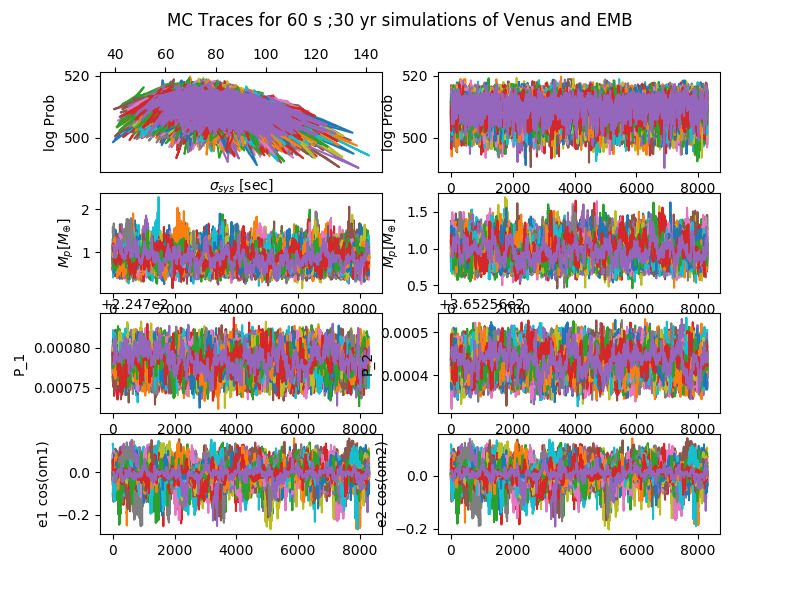 MC Traces for 60 s ;30 yr simulations of Venus and EMB
40 60 80 100 120 140
520
500
log Prob
σ_sys [sec]
520
500
log Prob
0 2000 4000 6000 8000
2
1
M_p[M_⊕]
1.5
1.0
0.5
M_p[M_⊕]
0 2000 4000 6000 8000
+2.247e2
0.00080
0.00075
P_1
0 2000 4000 6000 8000
+3.65256e2
0.0005
0.0004
P_2
0 2000 4000 6000 8000
0.0
−0.2
e1 cos(om1)
0 2000 4000 6000 8000
0.0
−0.2
e2 cos(om2)
0 2000 4000 6000 8000